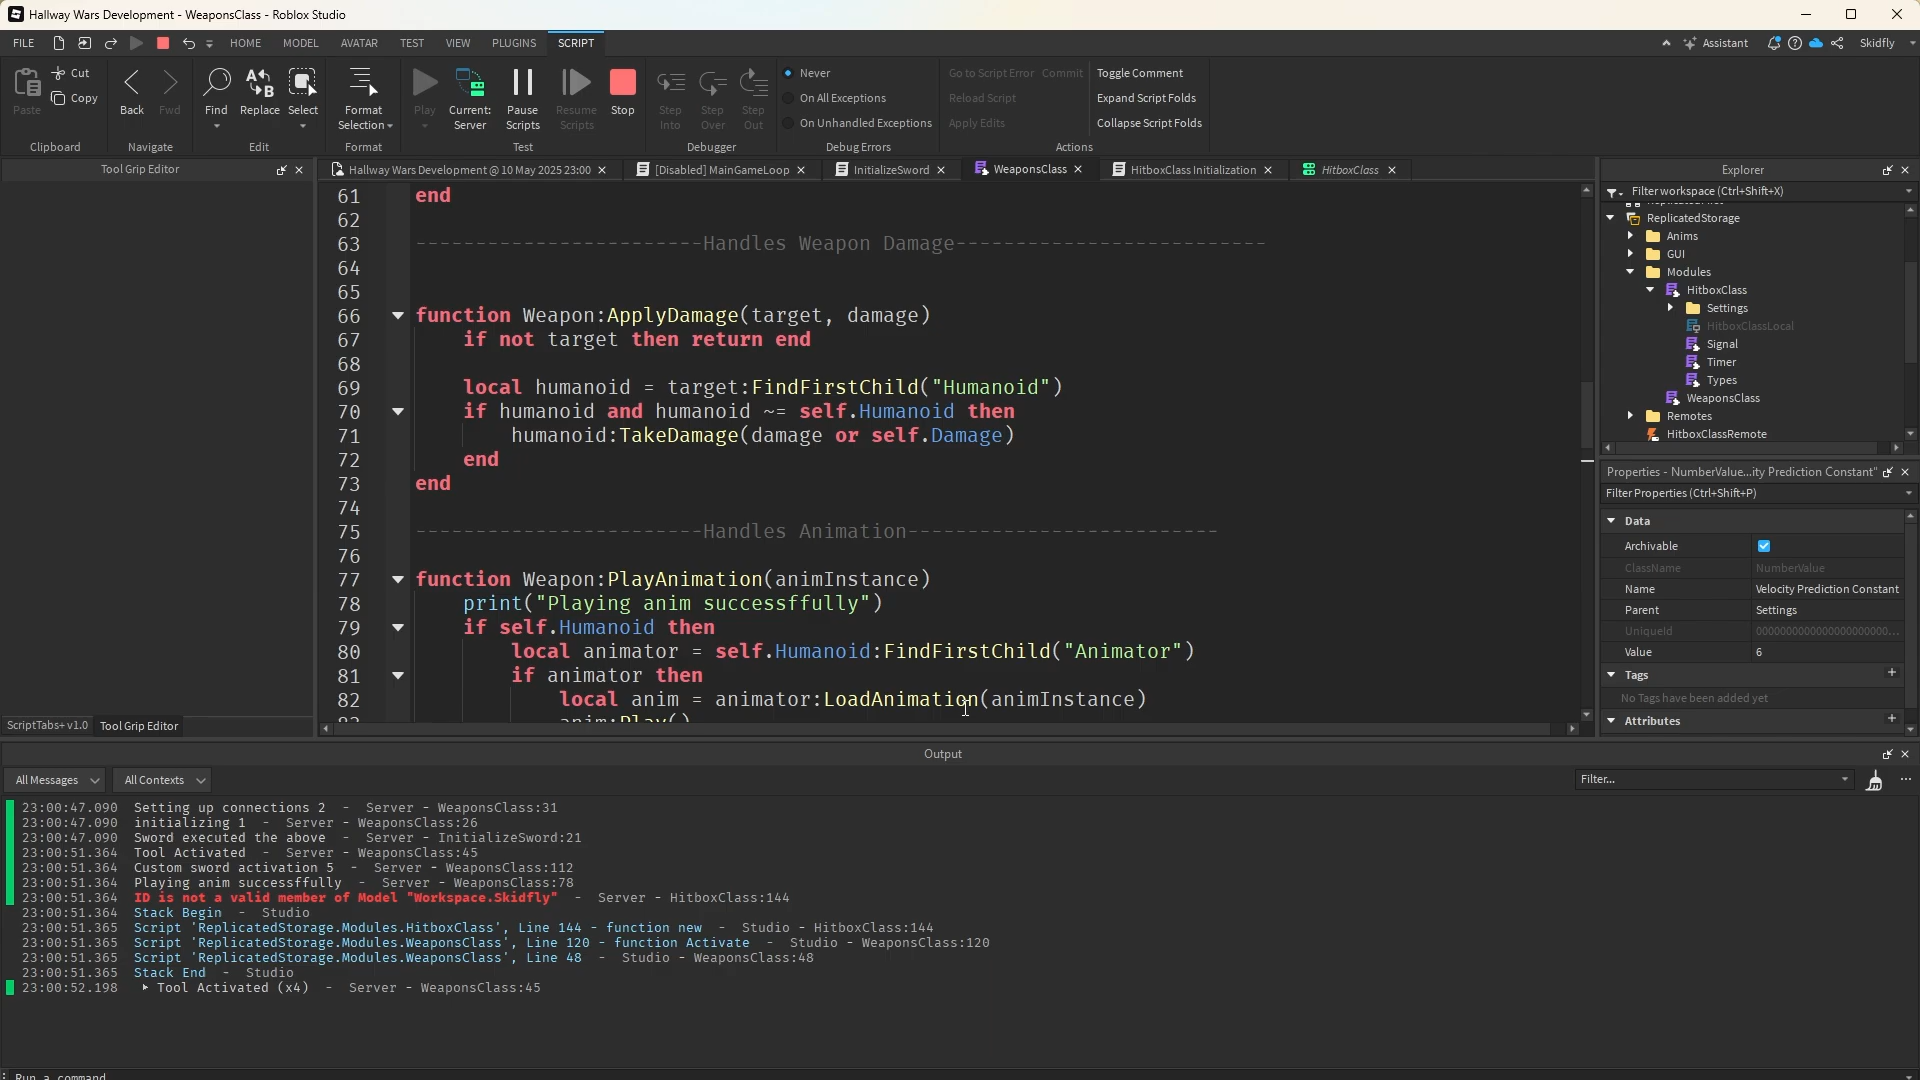 Hallway Wars Development - WeaponsClass - Roblox Studio
FILE HOME MODEL AVATAR TEST VIEW PLUGINS SCRIPT Assistant Skidfly
Paste Cut Copy Back Fwd Find Replace Select Format Selection Play Current: Server Pause Scripts Resume Scripts Stop Step Into Step Over Step Out
Never
On All Exceptions
On Unhandled Exceptions
Go to Script Error Commit
Reload Script
Apply Edits
Toggle Comment
Expand Script Folds
Collapse Script Folds
Clipboard Navigate Edit Format Test Debugger Debug Errors Actions
Tool Grip Editor
Hallway Wars Development @ 10 May 2025 23:00 [Disabled] MainGameLoop InitializeSword WeaponsClass HitboxClass Initialization HitboxClass
61 end
62
63 ------------------------Handles Weapon Damage--------------------------
64
65
66 function Weapon:ApplyDamage(target, damage)
67 if not target then return end
68
69 local humanoid = target:FindFirstChild("Humanoid")
70 if humanoid and humanoid ~= self.Humanoid then
71 humanoid:TakeDamage(damage or self.Damage)
72 end
73 end
74
75 ------------------------Handles Animation--------------------------
76
77 function Weapon:PlayAnimation(animInstance)
78 print("Playing anim successffully")
79 if self.Humanoid then
80 local animator = self.Humanoid:FindFirstChild("Animator")
81 if animator then
82 local anim = animator:LoadAnimation(animInstance)
anim:Play()
ScriptTabs+ v1.0 Tool Grip Editor
Explorer
Filter workspace (Ctrl+Shift+X)
ReplicatedStorage
Anims
GUI
Modules
HitboxClass
Settings
HitboxClassLocal
Signal
Timer
Types
WeaponsClass
Remotes
HitboxClassRemote
Properties - NumberValue...ity Prediction Constant"
Filter Properties (Ctrl+Shift+P)
Data
Archivable
ClassName NumberValue
Name Velocity Prediction Constant
Parent Settings
UniqueId
Value 6
Tags +
No Tags have been added yet
Attributes +
Output
All Messages All Contexts Filter...
23:00:47.090 Setting up connections 2 - Server - WeaponsClass:31
23:00:47.090 initializing 1 - Server - WeaponsClass:26
23:00:47.090 Sword executed the above - Server - InitializeSword:21
23:00:51.364 Tool Activated - Server - WeaponsClass:45
23:00:51.364 Custom sword activation 5 - Server - WeaponsClass:112
23:00:51.364 Playing anim successffully - Server - WeaponsClass:78
23:00:51.364 ID is not a valid member of Model "Workspace.Skidfly" - Server - HitboxClass:144
23:00:51.364 Stack Begin - Studio
23:00:51.365 Script 'ReplicatedStorage.Modules.HitboxClass', Line 144 - function new - Studio - HitboxClass:144
23:00:51.365 Script 'ReplicatedStorage.Modules.WeaponsClass', Line 120 - function Activate - Studio - WeaponsClass:120
23:00:51.365 Script 'ReplicatedStorage.Modules.WeaponsClass', Line 48 - Studio - WeaponsClass:48
23:00:51.365 Stack End - Studio
23:00:52.198 Tool Activated (x4) - Server - WeaponsClass:45
Run a command